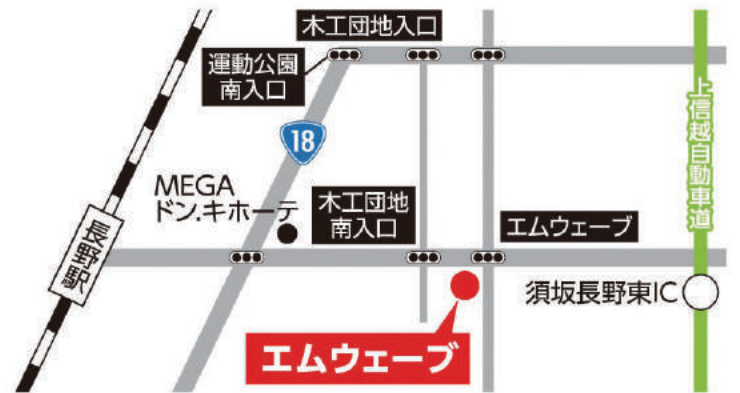 木工団地入口
運動公園
南入口
18
上信越自動車道
MEGA
ドン.キホーテ
木工団地
南入口
エムウェーブ
長野駅
須坂長野東IC
エムウェーブ